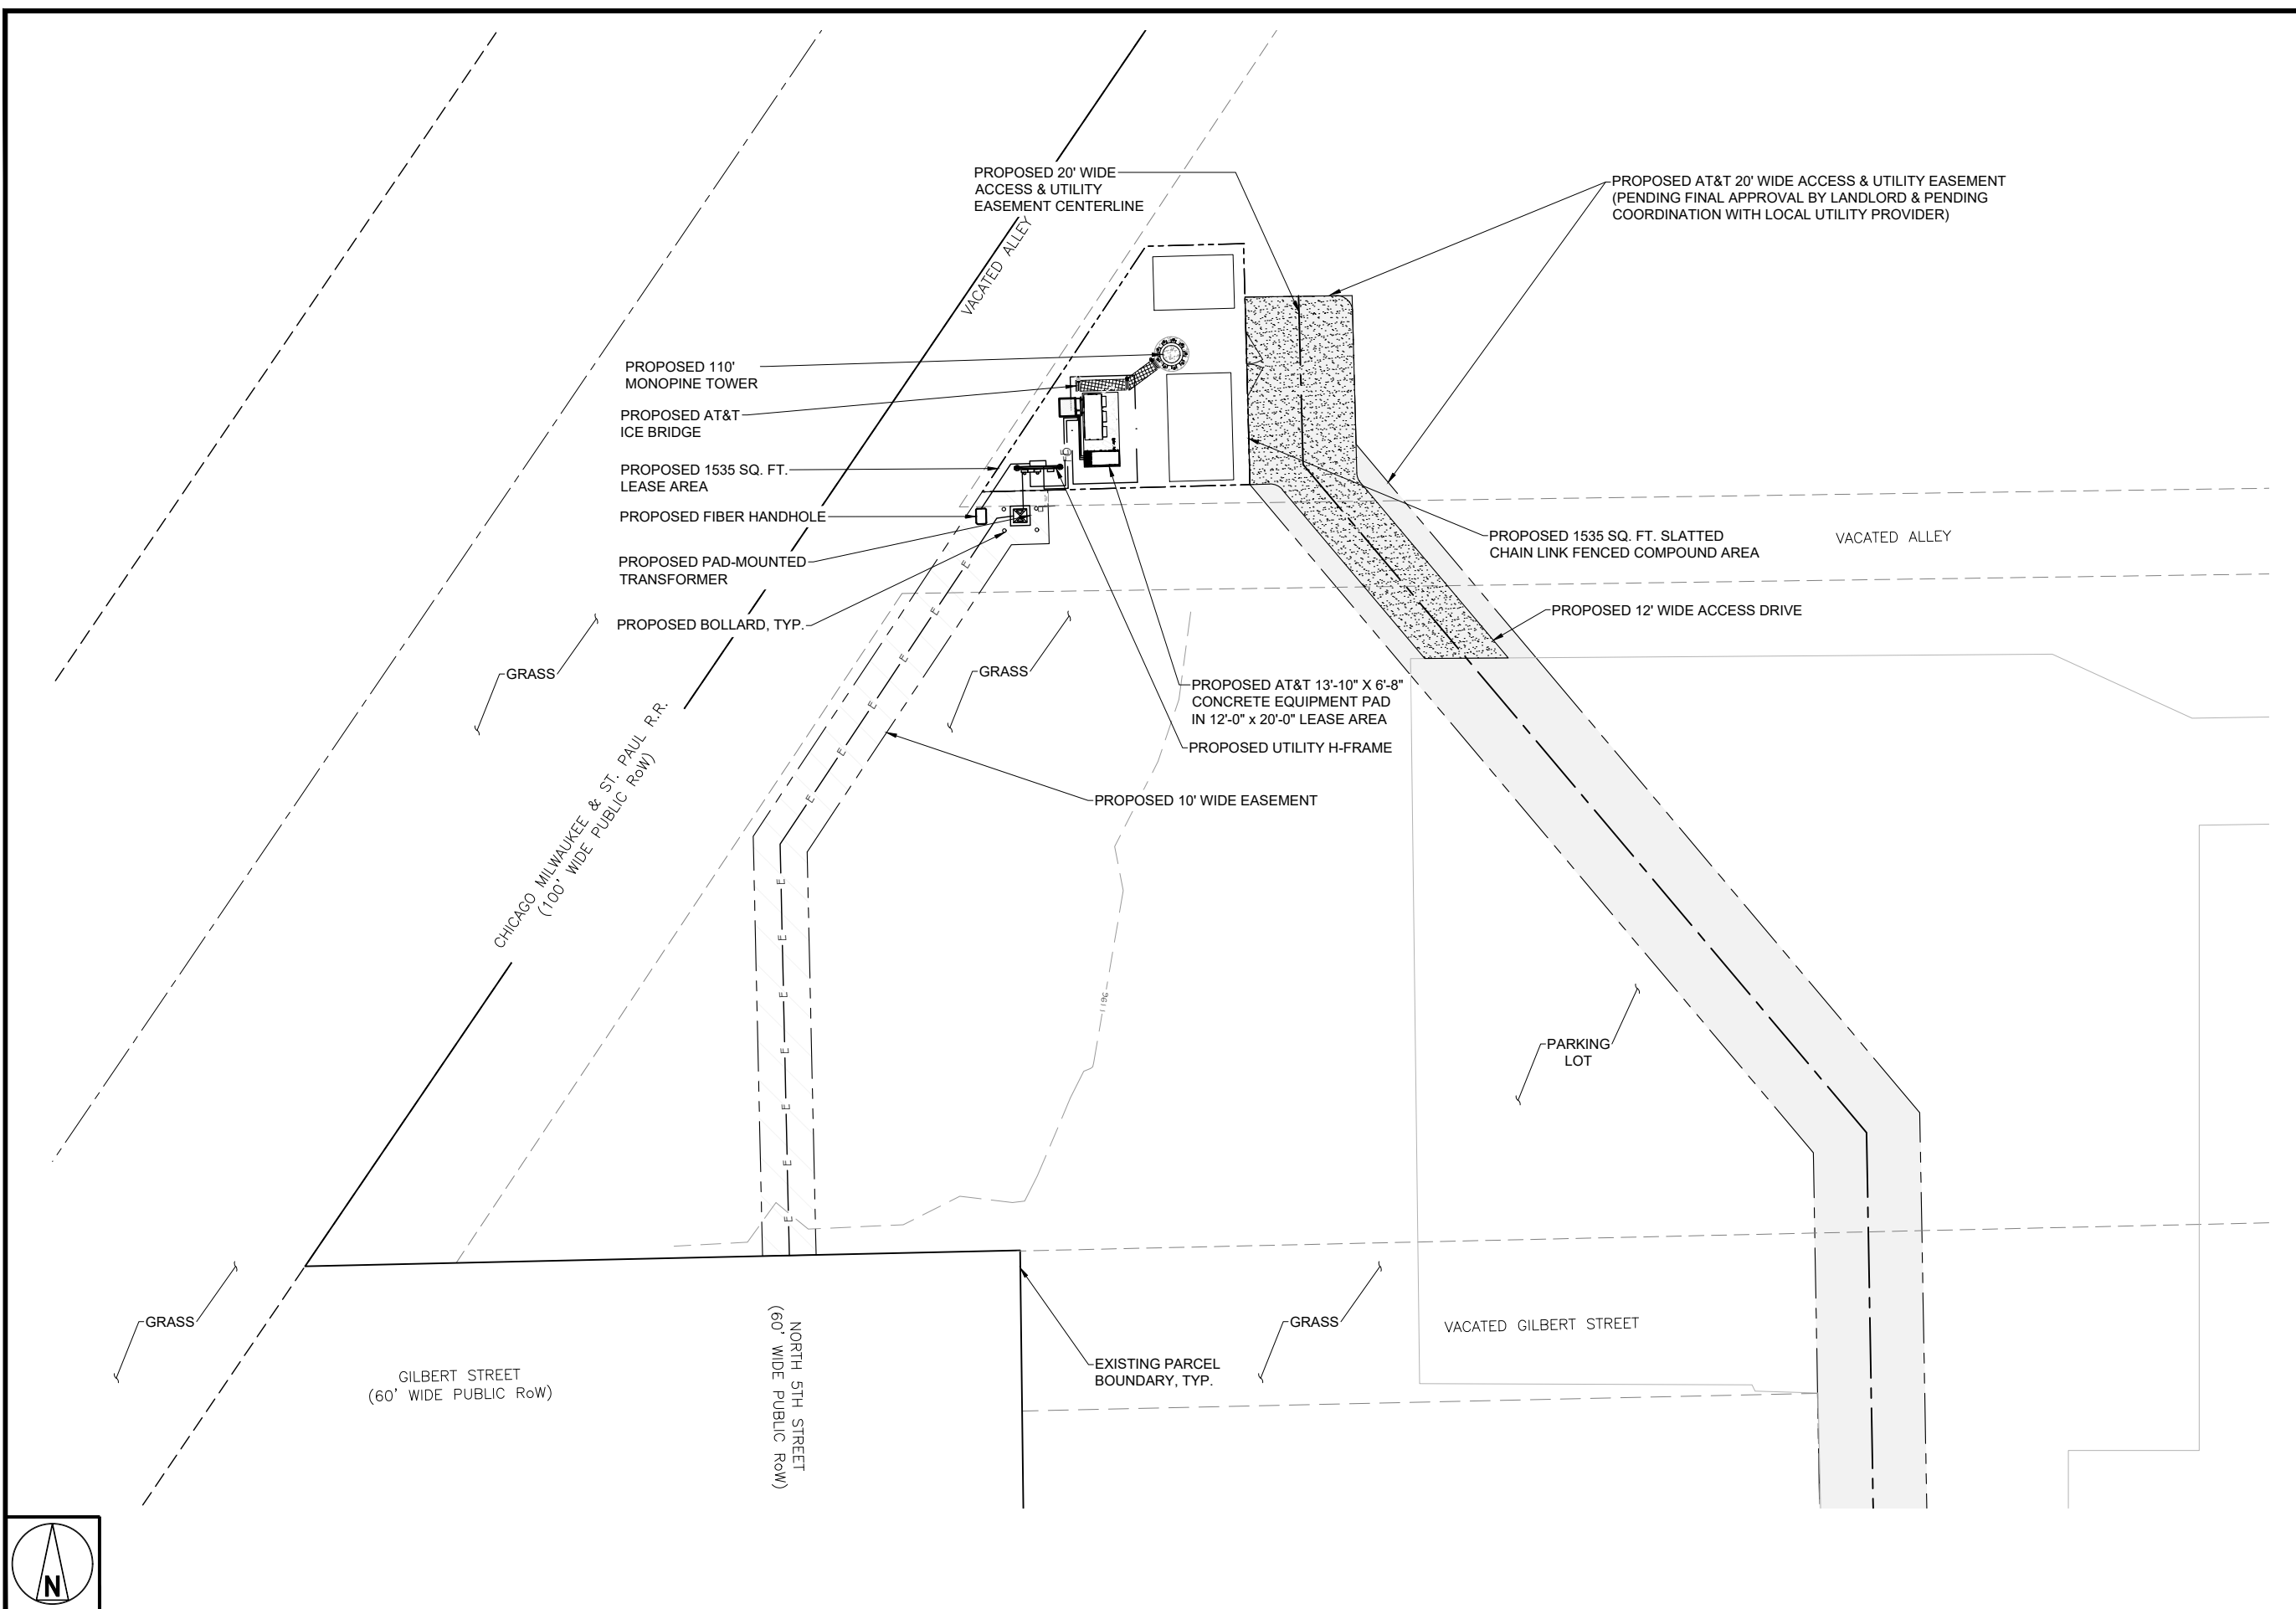 PROPOSED 20' WIDE
ACCESS & UTILITY
EASEMENT CENTERLINE
PROPOSED AT&T 20' WIDE ACCESS & UTILITY EASEMENT
(PENDING FINAL APPROVAL BY LANDLORD & PENDING
COORDINATION WITH LOCAL UTILITY PROVIDER)
VACATED ALLEY
PROPOSED 110'
MONOPINE TOWER
PROPOSED AT&T
ICE BRIDGE
PROPOSED 1535 SQ. FT.
LEASE AREA
PROPOSED FIBER HANDHOLE
PROPOSED PAD-MOUNTED
TRANSFORMER
PROPOSED BOLLARD, TYP.
PROPOSED 1535 SQ. FT. SLATTED
CHAIN LINK FENCED COMPOUND AREA
VACATED ALLEY
PROPOSED 12' WIDE ACCESS DRIVE
GRASS
GRASS
PROPOSED AT&T 13'-10" X 6'-8"
CONCRETE EQUIPMENT PAD
IN 12'-0" x 20'-0" LEASE AREA
PROPOSED UTILITY H-FRAME
PROPOSED 10' WIDE EASEMENT
CHICAGO MILWAUKEE & ST. PAUL R.R.
(100' WIDE PUBLIC RoW)
E
E
E
E
E
E
E
E
E
E
E
E
1196
PARKING
LOT
GRASS
GRASS
VACATED GILBERT STREET
EXISTING PARCEL
BOUNDARY, TYP.
GILBERT STREET
(60' WIDE PUBLIC RoW)
NORTH 5TH STREET
(60' WIDE PUBLIC RoW)
N